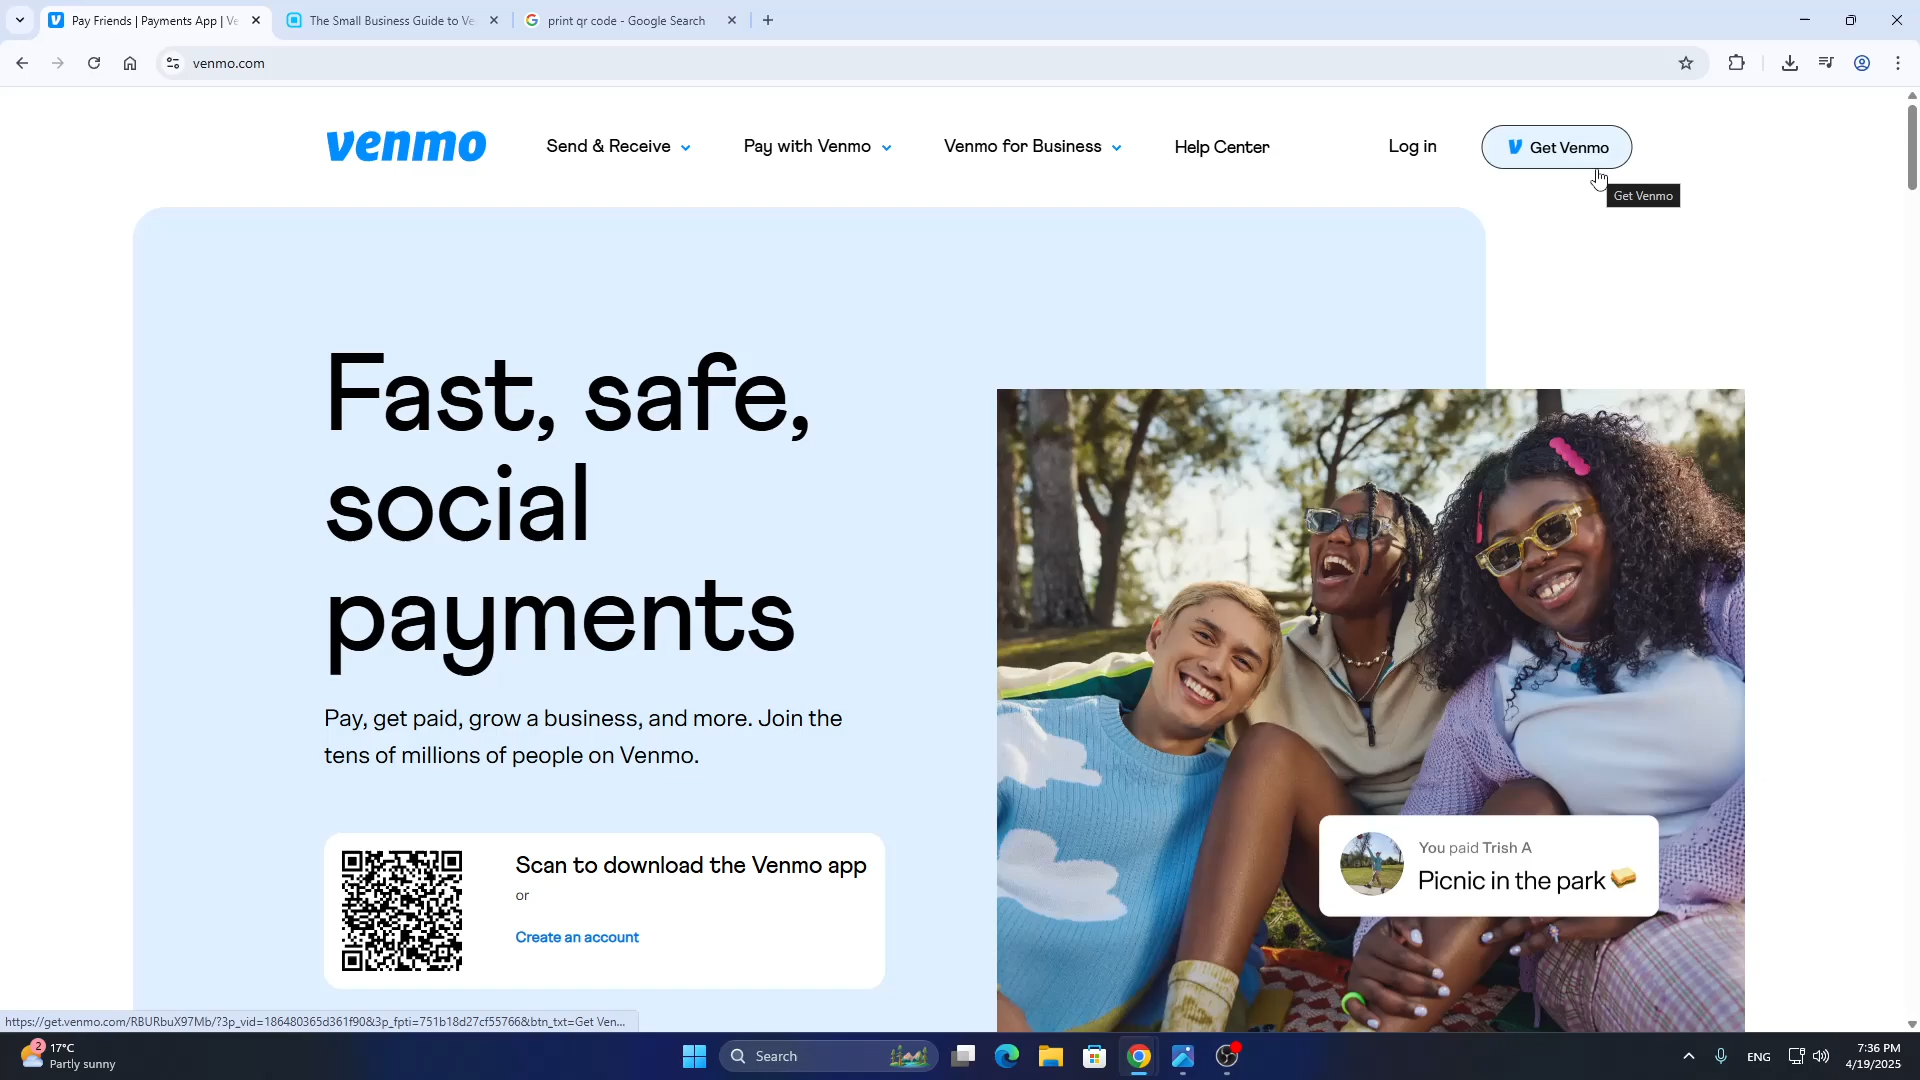 Pay Friends | Payments App | Ve
The Small Business Guide to Ve
print qr code - Google Search
venmo.com
venmo
Send & Receive
Pay with Venmo
Venmo for Business
Help Center
Log in
Get Venmo
Get Venmo
Fast, safe,
social
payments
Pay, get paid, grow a business, and more. Join the
tens of millions of people on Venmo.
Scan to download the Venmo app
or
Create an account
You paid Trish A
Picnic in the park
https://get.venmo.com/RBURbuX97Mb/?3p_vid=186480365d361f90&3p_fpti=751b18d27cf55766&btn_txt=Get Ven...
2
17°C
Partly sunny
Search
ENG
7:36 PM
4/19/2025